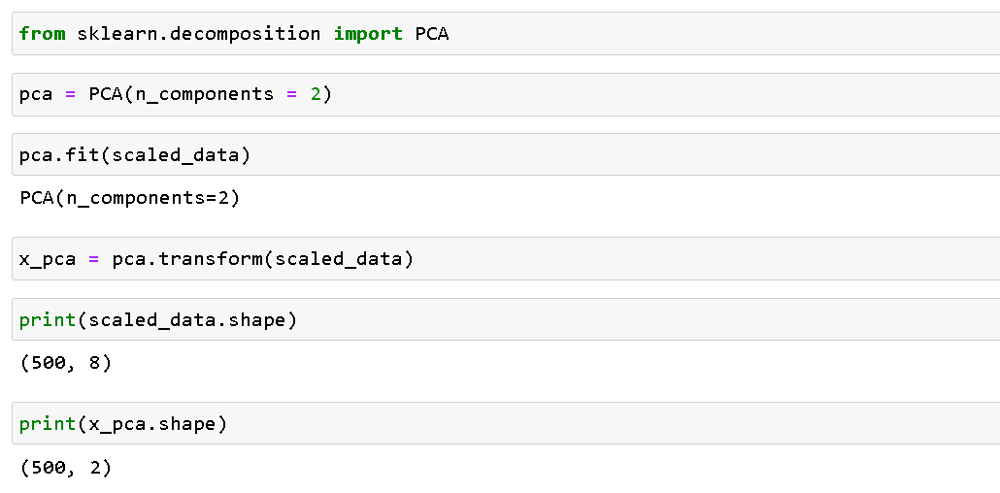 from sklearn.decomposition import PCA
pca = PCA(n_components = 2)
pca.fit(scaled_data)
PCA(n_components=2)
x_pca = pca.transform(scaled_data)
print(scaled_data.shape)
(500, 8)
print(x_pca.shape)
(500, 2)